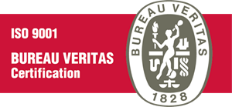 ISO 9001
BUREAU VERITAS
Certification
BUREAU VERITAS
1828